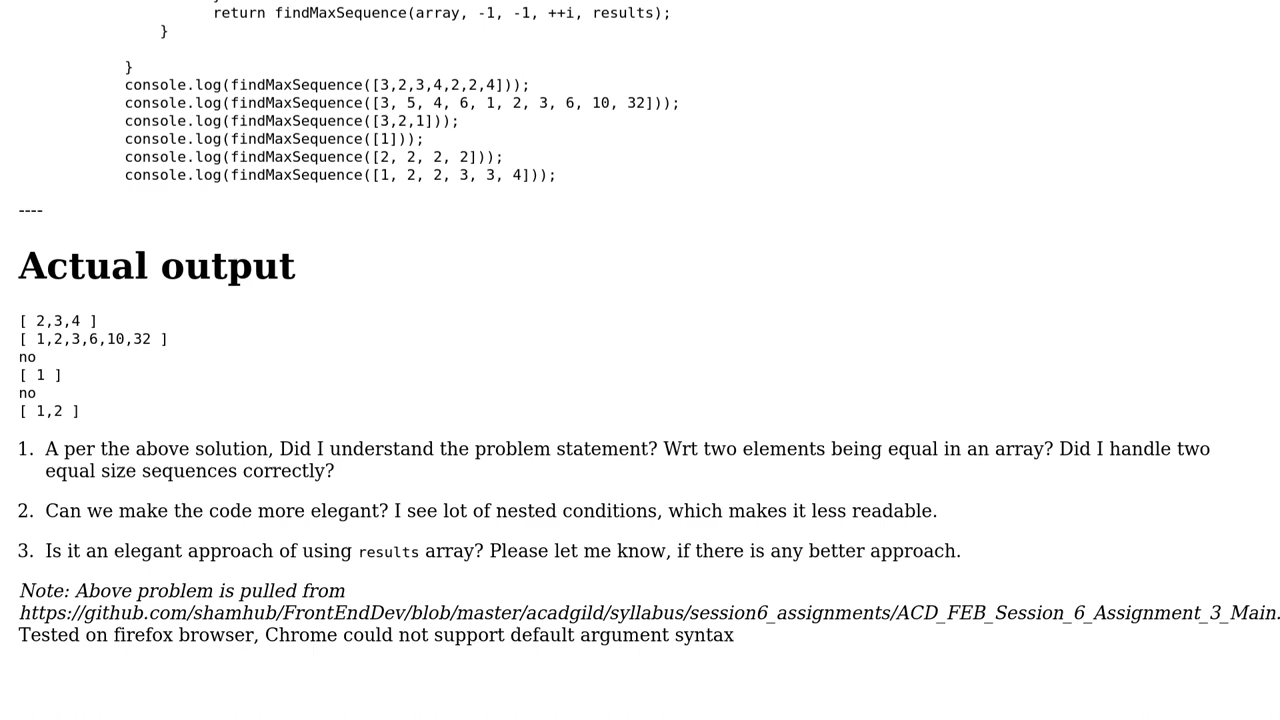 return findMaxSequence(array, -1, -1, ++i, results);
}
}
console.log(findMaxSequence([3,2,3,4,2,2,4]));
console.log(findMaxSequence([3, 5, 4, 6, 1, 2, 3, 6, 10, 32]));
console.log(findMaxSequence([3,2,1]));
console.log(findMaxSequence([1]));
console.log(findMaxSequence([2, 2, 2, 2]));
console.log(findMaxSequence([1, 2, 2, 3, 3, 4]));
----
Actual output
[ 2,3,4 ]
[ 1,2,3,6,10,32 ]
no
[ 1 ]
no
[ 1,2 ]
1. A per the above solution, Did I understand the problem statement? Wrt two elements being equal in an array? Did I handle two
equal size sequences correctly?
2. Can we make the code more elegant? I see lot of nested conditions, which makes it less readable.
3. Is it an elegant approach of using results array? Please let me know, if there is any better approach.
Note: Above problem is pulled from
https://github.com/shamhub/FrontEndDev/blob/master/acadgild/syllabus/session6_assignments/ACD_FEB_Session_6_Assignment_3_Main.
Tested on firefox browser, Chrome could not support default argument syntax